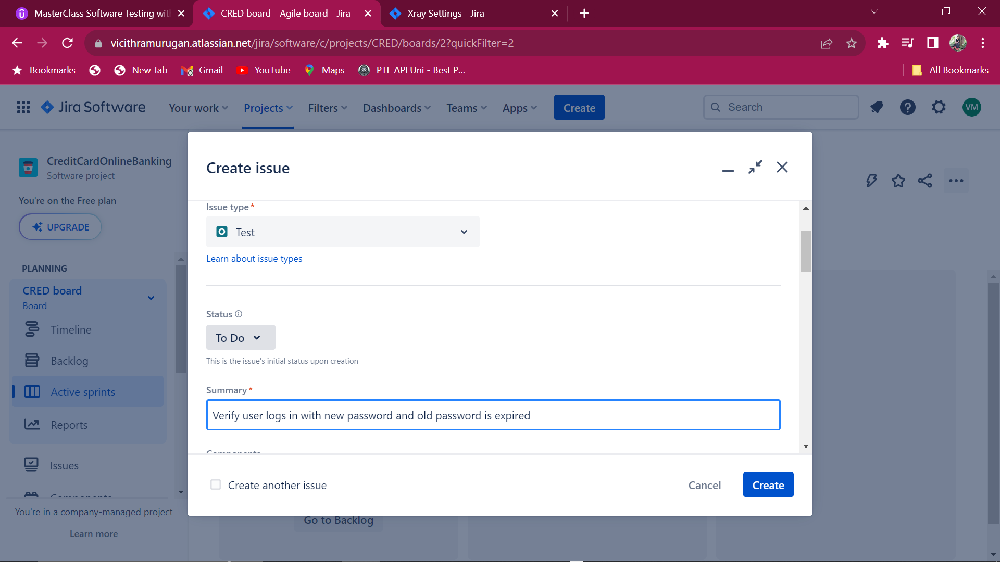 MasterClass Software Testing wit
CRED board - Agile board - Jira
Xray Settings - Jira
vicithramurugan.atlassian.net/jira/software/c/projects/CRED/boards/2?quickFilter=2
Bookmarks
New Tab
0
Gmail
YouTube
Maps
PTE APEUni - Best P...
All Bookmarks
Jira Software
Your work
Projects
Filters
Dashboards
Teams
Apps
Create
Search
VM
CreditCardOnlineBanking
Software project
You're on the Free plan
UPGRADE
PLANNING
CRED board
Board
Timeline
Backlog
Active sprints
Reports
Issues
Components
You're in a company-managed project
Learn more
Create issue
Issue type *
Test
Learn about issue types
Status
To Do
This is the issue's initial status upon creation
Summary *
Verify user logs in with new password and old password is expired
Components
Create another issue
Cancel
Create
Go to Backlog